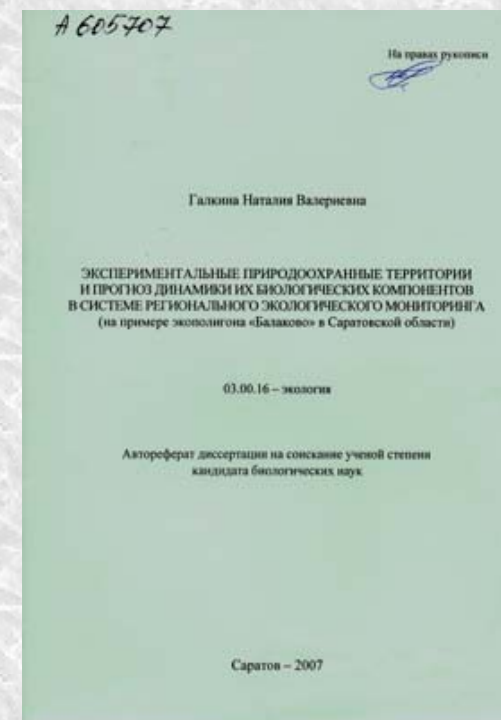 А 605707
На правах рукописи
Галкина Наталия Валериевна
ЭКСПЕРИМЕНТАЛЬНЫЕ ПРИРОДООХРАННЫЕ ТЕРРИТОРИИ
И ПРОГНОЗ ДИНАМИКИ ИХ БИОЛОГИЧЕСКИХ КОМПОНЕНТОВ
В СИСТЕМЕ РЕГИОНАЛЬНОГО ЭКОЛОГИЧЕСКОГО МОНИТОРИНГА
(на примере экополигона «Балаково» в Саратовской области)
03.00.16 – экология
Автореферат диссертации на соискание ученой степени
кандидата биологических наук
Саратов – 2007